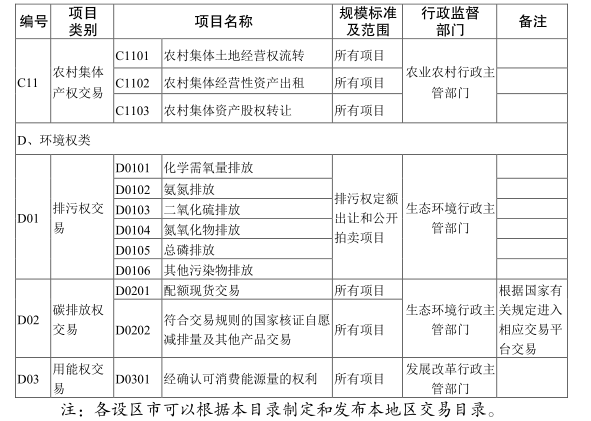 编号 项目类别 项目名称 规模标准及范围 行政监督部门 备注
C11 农村集体产权交易 C1101 农村集体土地经营权流转 所有项目 农业农村行政主管部门
C1102 农村集体经营性资产出租 所有项目
C1103 农村集体资产股权转让 所有项目
D、环境权类
D01 排污权交易 D0101 化学需氧量排放 排污权定额出让和公开拍卖项目 生态环境行政主管部门
D0102 氨氮排放
D0103 二氧化硫排放
D0104 氮氧化物排放
D0105 总磷排放
D0106 其他污染物排放
D02 碳排放权交易 D0201 配额现货交易 所有项目 生态环境行政主管部门 根据国家有关规定进入相应交易平台交易
D0202 符合交易规则的国家核证自愿减排量及其他产品交易 所有项目
D03 用能权交易 D0301 经确认可消费能源量的权利 所有项目 发展改革行政主管部门
注：各设区市可以根据本目录制定和发布本地区交易目录。